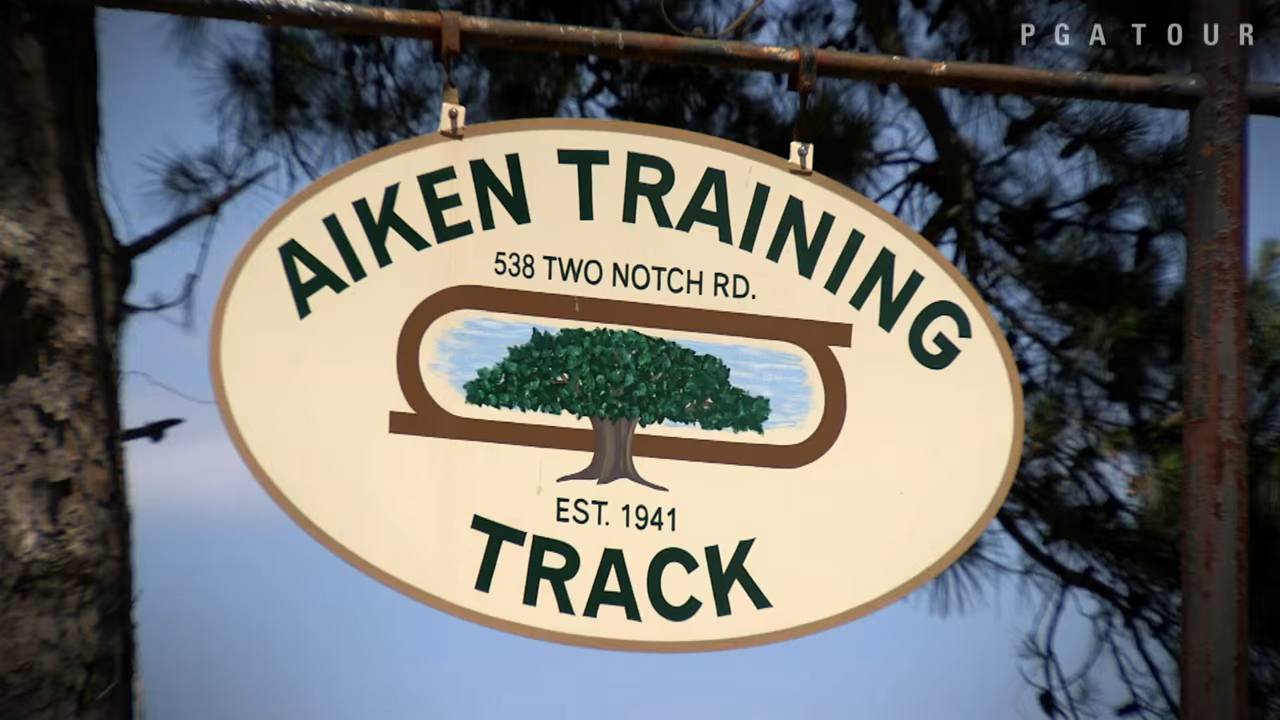 PGATOUR
AIKEN TRAINING
538 TWO NOTCH RD.
EST. 1941
TRACK